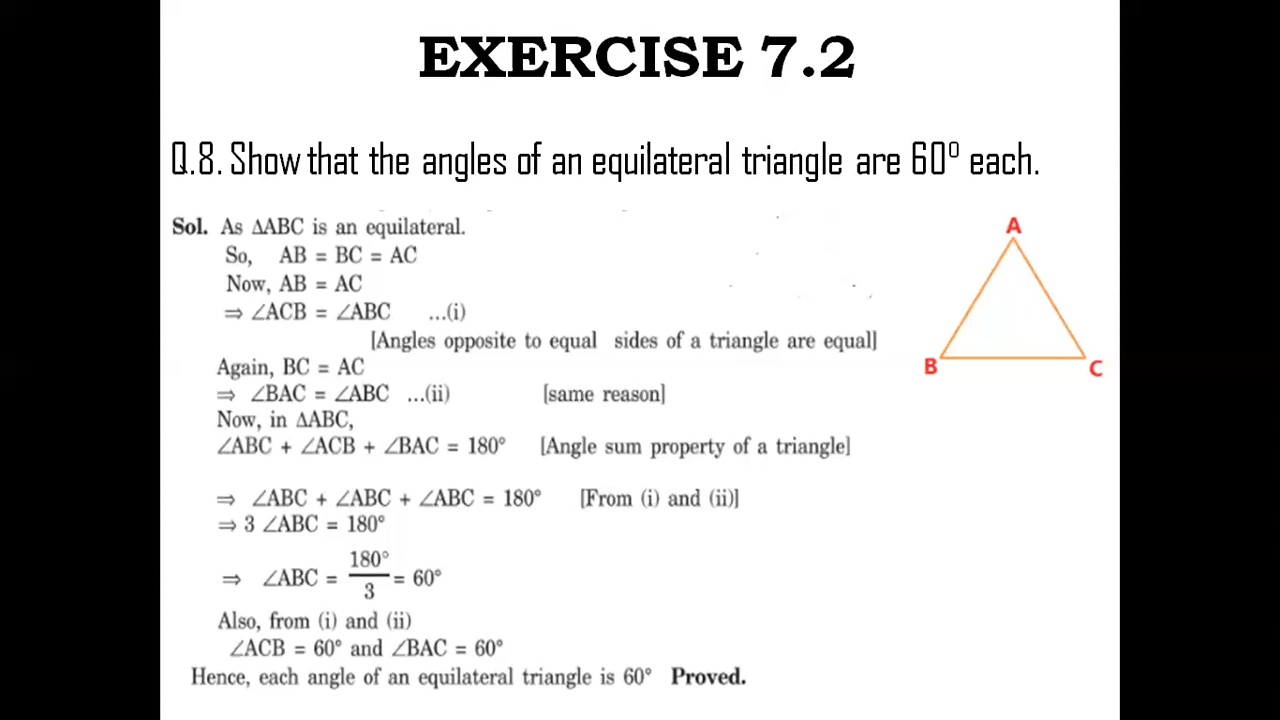 EXERCISE 7.2
Q.8. Show that the angles of an equilateral triangle are 60° each.
Sol. As ΔABC is an equilateral.
So, AB = BC = AC
Now, AB = AC
⇒ ∠ACB = ∠ABC ...(i)
[Angles opposite to equal sides of a triangle are equal]
Again, BC = AC
⇒ ∠BAC = ∠ABC ...(ii) [same reason]
Now, in ΔABC,
∠ABC + ∠ACB + ∠BAC = 180° [Angle sum property of a triangle]
⇒ ∠ABC + ∠ABC + ∠ABC = 180° [From (i) and (ii)]
⇒ 3 ∠ABC = 180°
⇒ ∠ABC = 180°/3 = 60°
Also, from (i) and (ii)
∠ACB = 60° and ∠BAC = 60°
Hence, each angle of an equilateral triangle is 60° Proved.
A
B
C